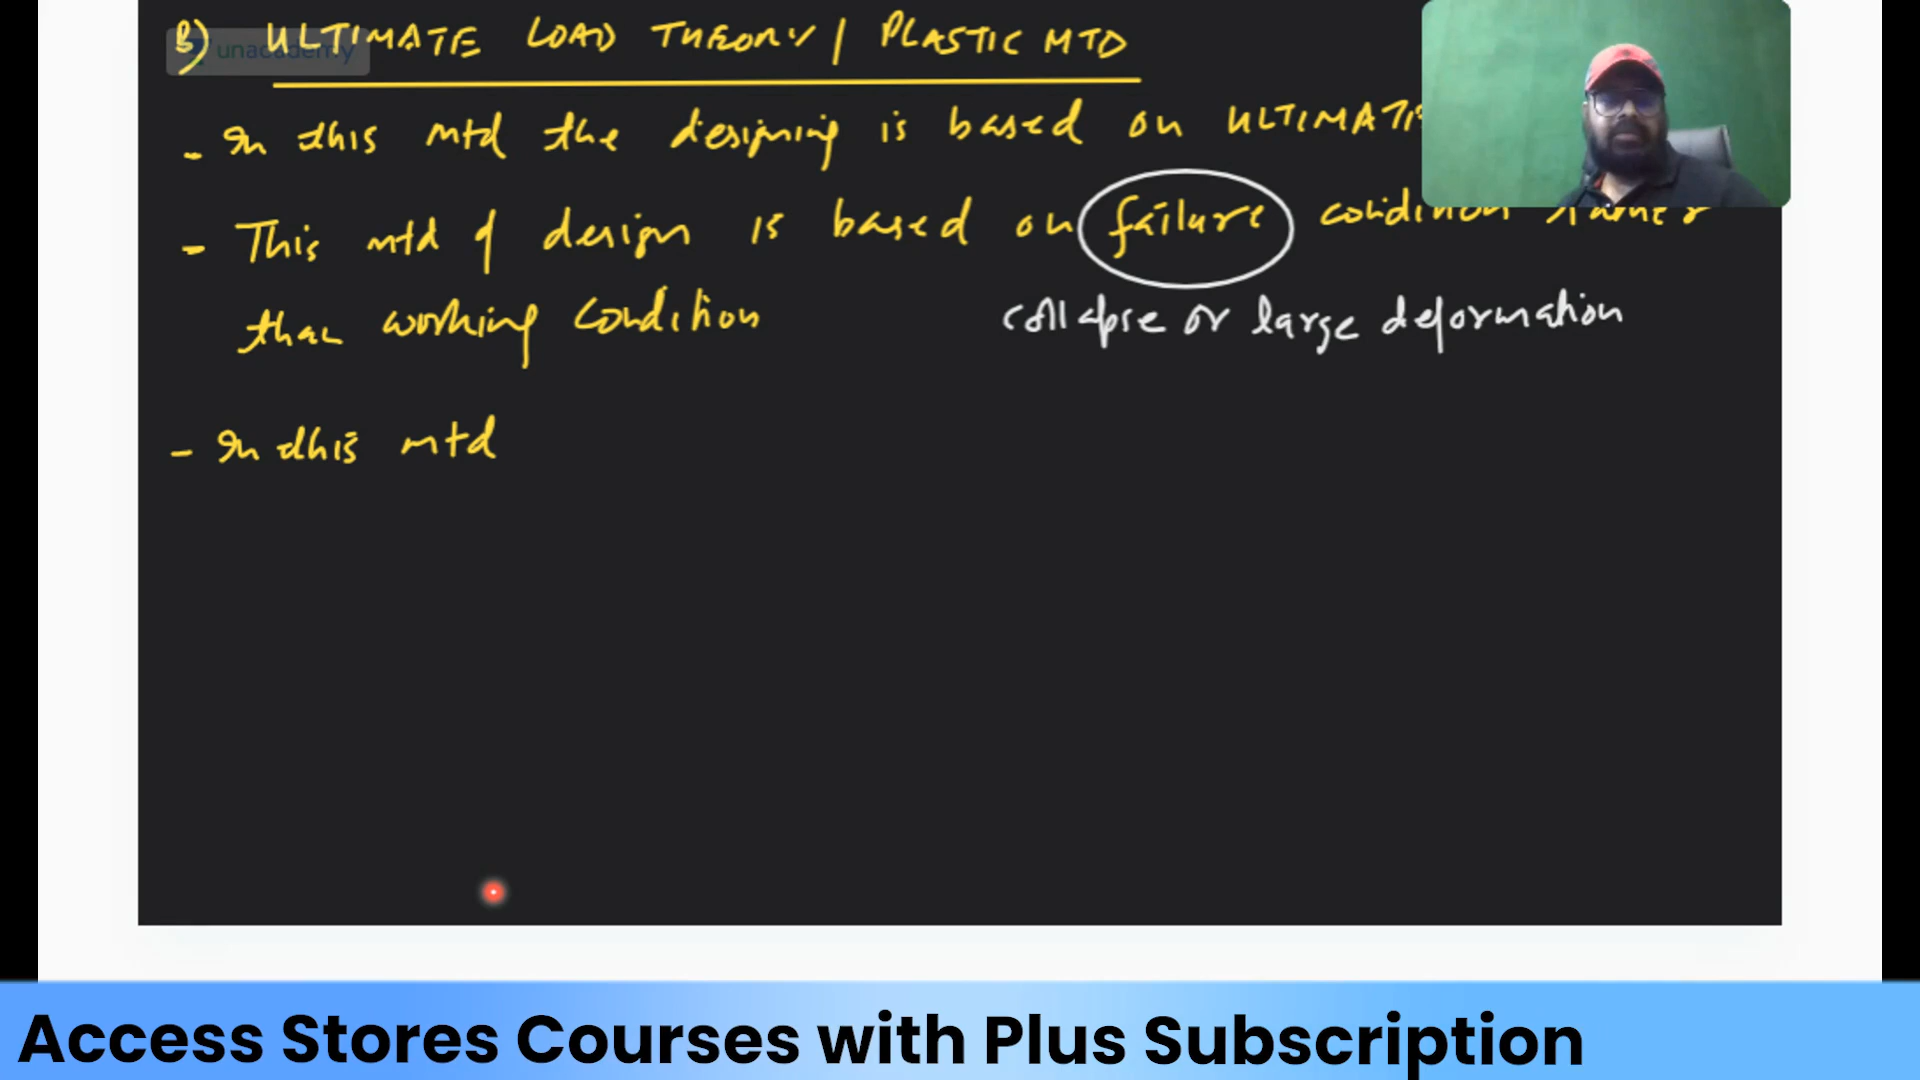 B) ULTIMATE LOAD THEORY / PLASTIC MTD
unacademy
- In this mtd the designing is based on ULTIMATE
- This mtd of design is based on failure condition rather
than working condition
collapse or large deformation
- In this mtd
Access Stores Courses with Plus Subscription